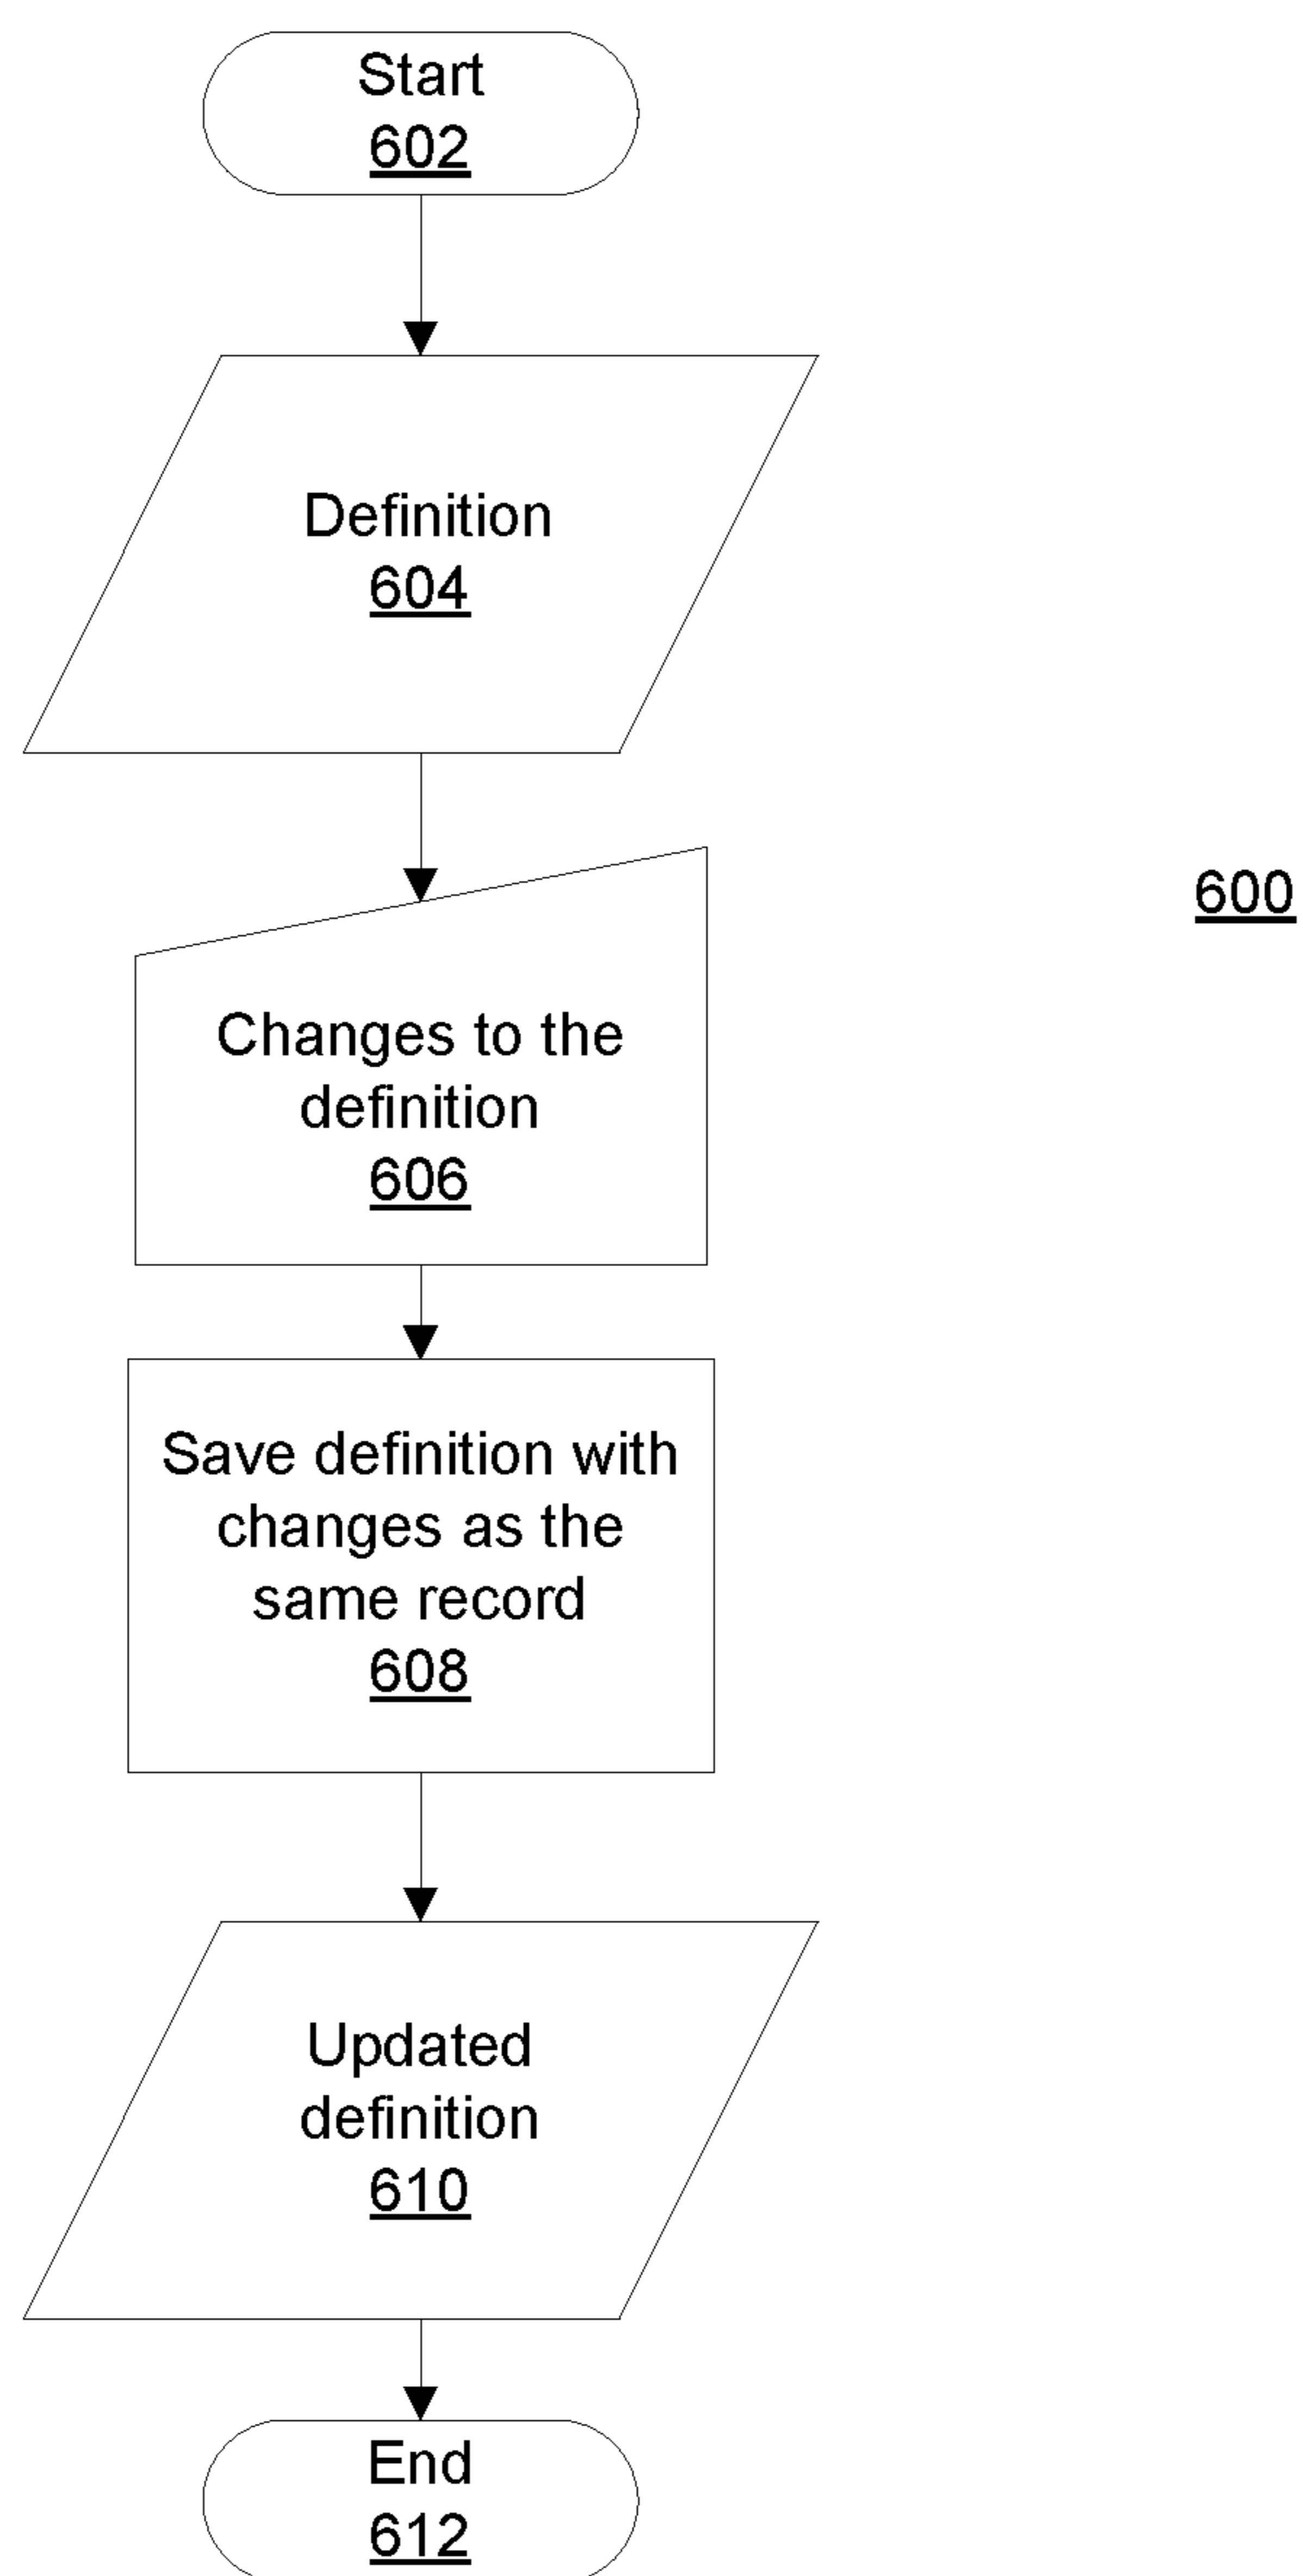 Start
602
Definition
604
600
Changes to the
definition
606
Save definition with
changes as the
same record
608
Updated
definition
610
End
612